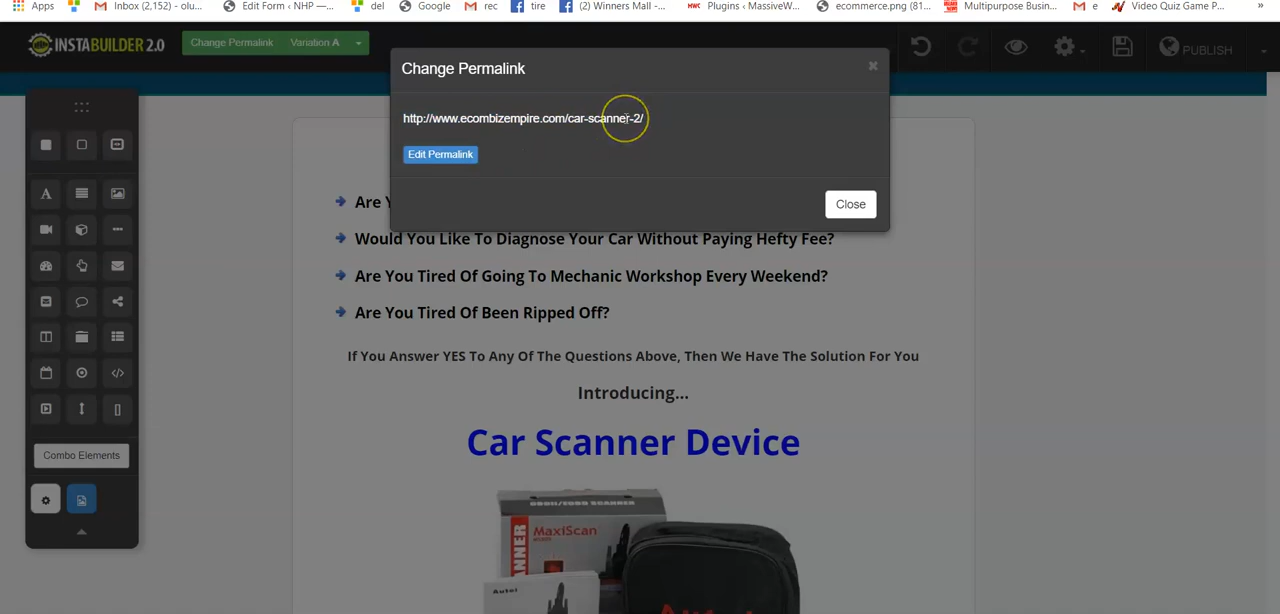 Apps
Inbox (2,152) - olu...
Edit Form ‹ NHP —...
del
Google
rec
tire
(2) Winners Mall -...
Plugins ‹ MassiveW...
ecommerce.png (81...
Multipurpose Busin...
e
Video Quiz Game P...
»
INSTABUILDER 2.0
Change Permalink
Variation A
PUBLISH
Change Permalink
http://www.ecombizempire.com/car-scanner-2/
Edit Permalink
Close
Are Y
Would You Like To Diagnose Your Car Without Paying Hefty Fee?
Are You Tired Of Going To Mechanic Workshop Every Weekend?
Are You Tired Of Been Ripped Off?
If You Answer YES To Any Of The Questions Above, Then We Have The Solution For You
Introducing...
Car Scanner Device
Combo Elements
OBDII/EOBD SCANNER
MaxiScan
SCANNER
Autel